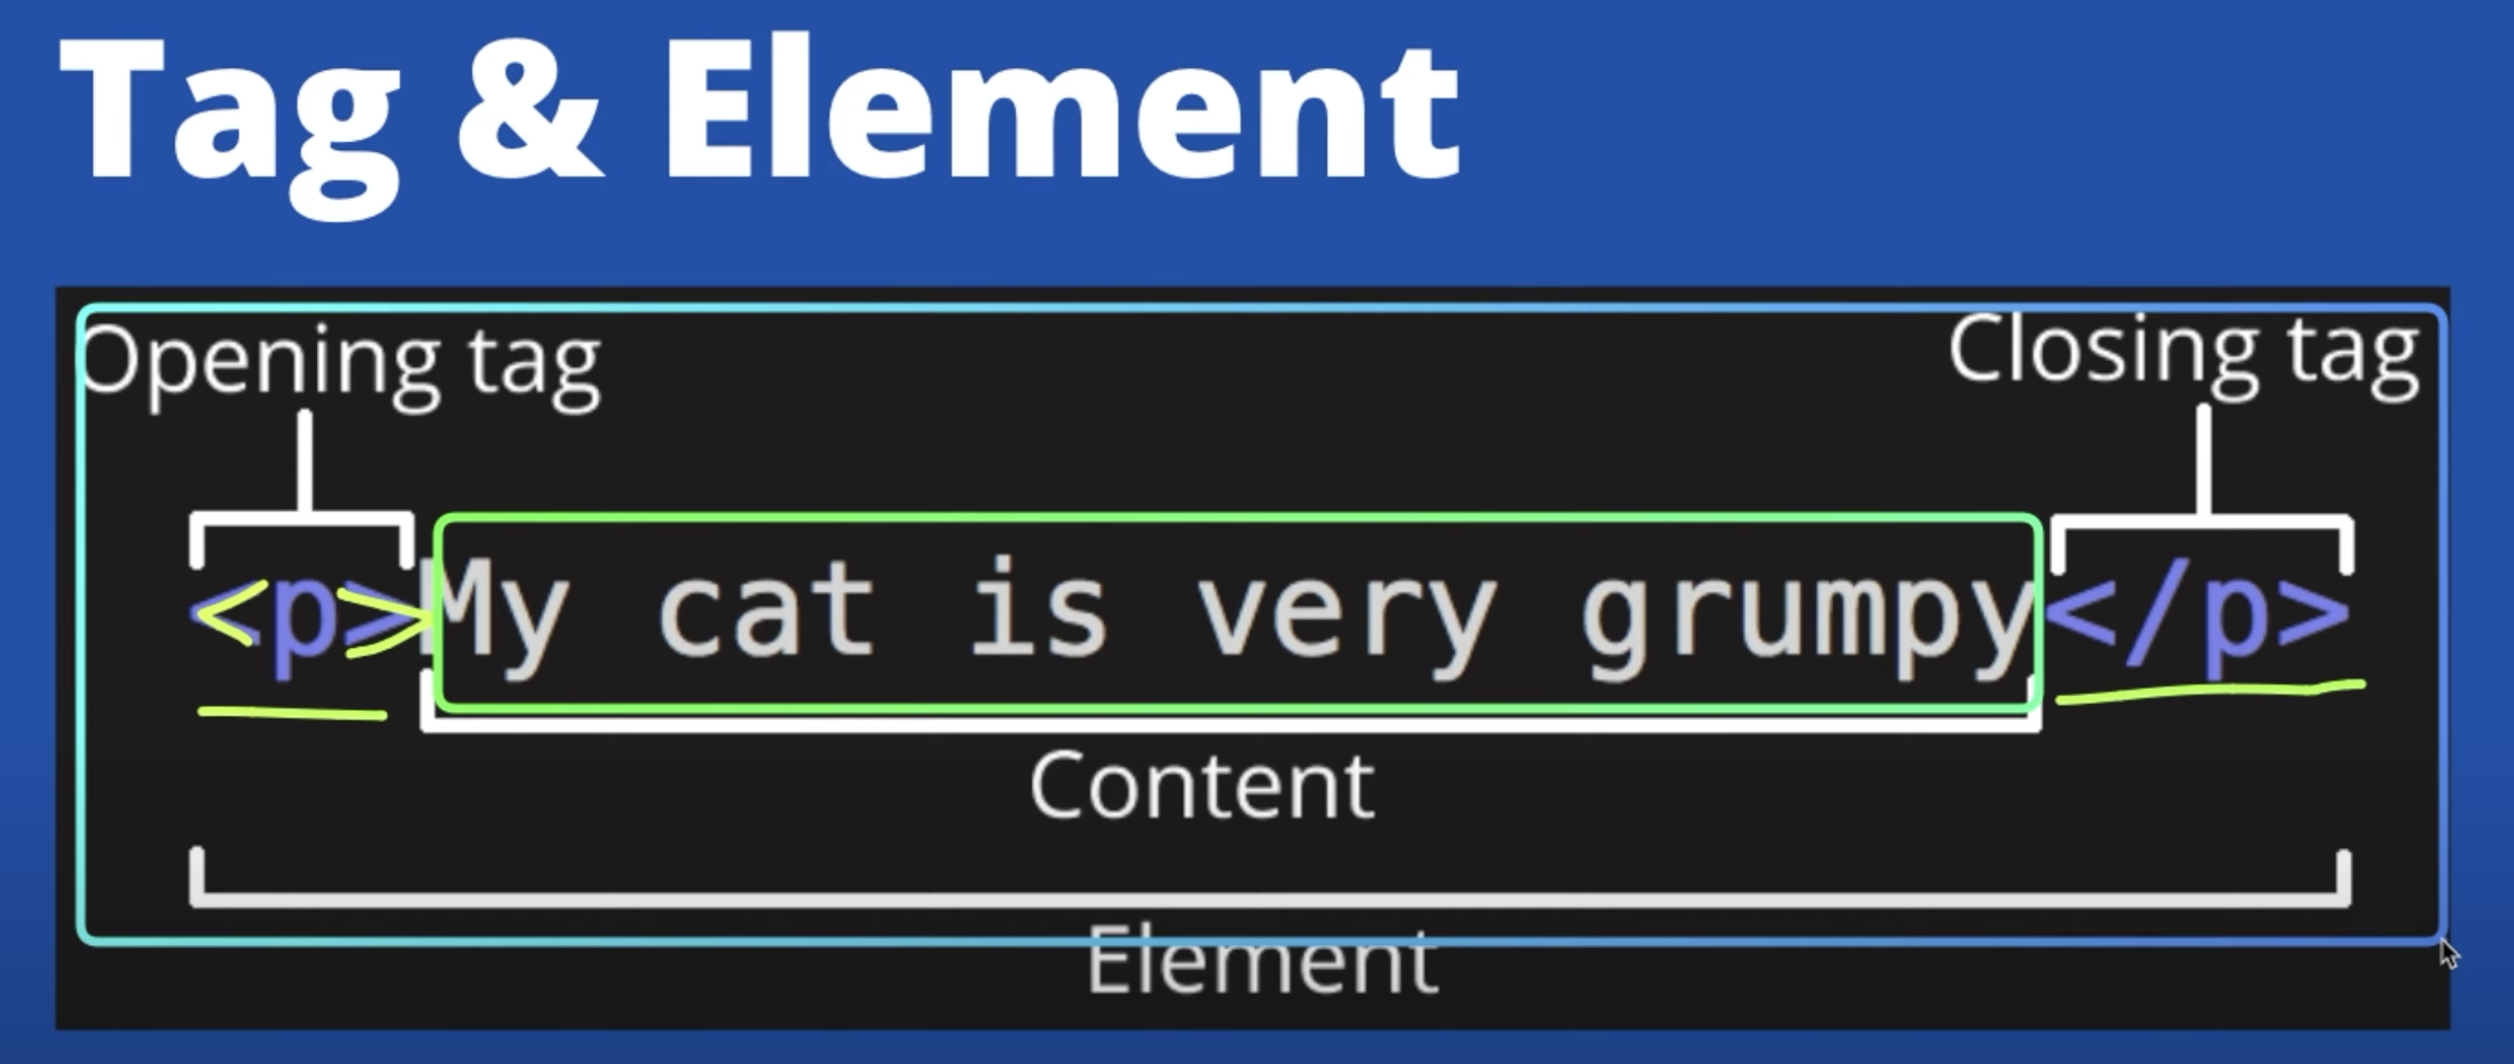 Tag & Element
Opening tag
Closing tag
<p>My cat is very grumpy</p>
Content
Element